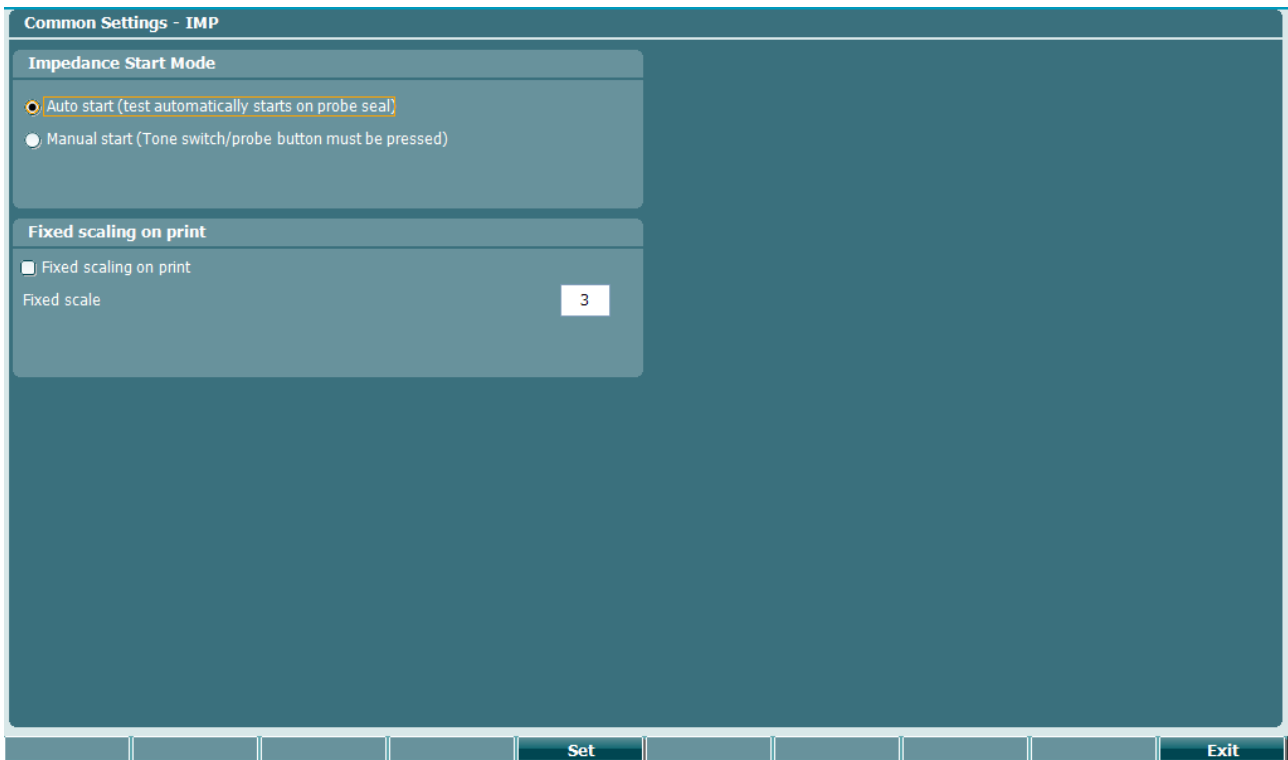 Common Settings - IMP
Impedance Start Mode
Auto start (test automatically starts on probe seal)
Manual start (Tone switch/probe button must be pressed)
Fixed scaling on print
Fixed scaling on print
Fixed scale 3
Set Exit